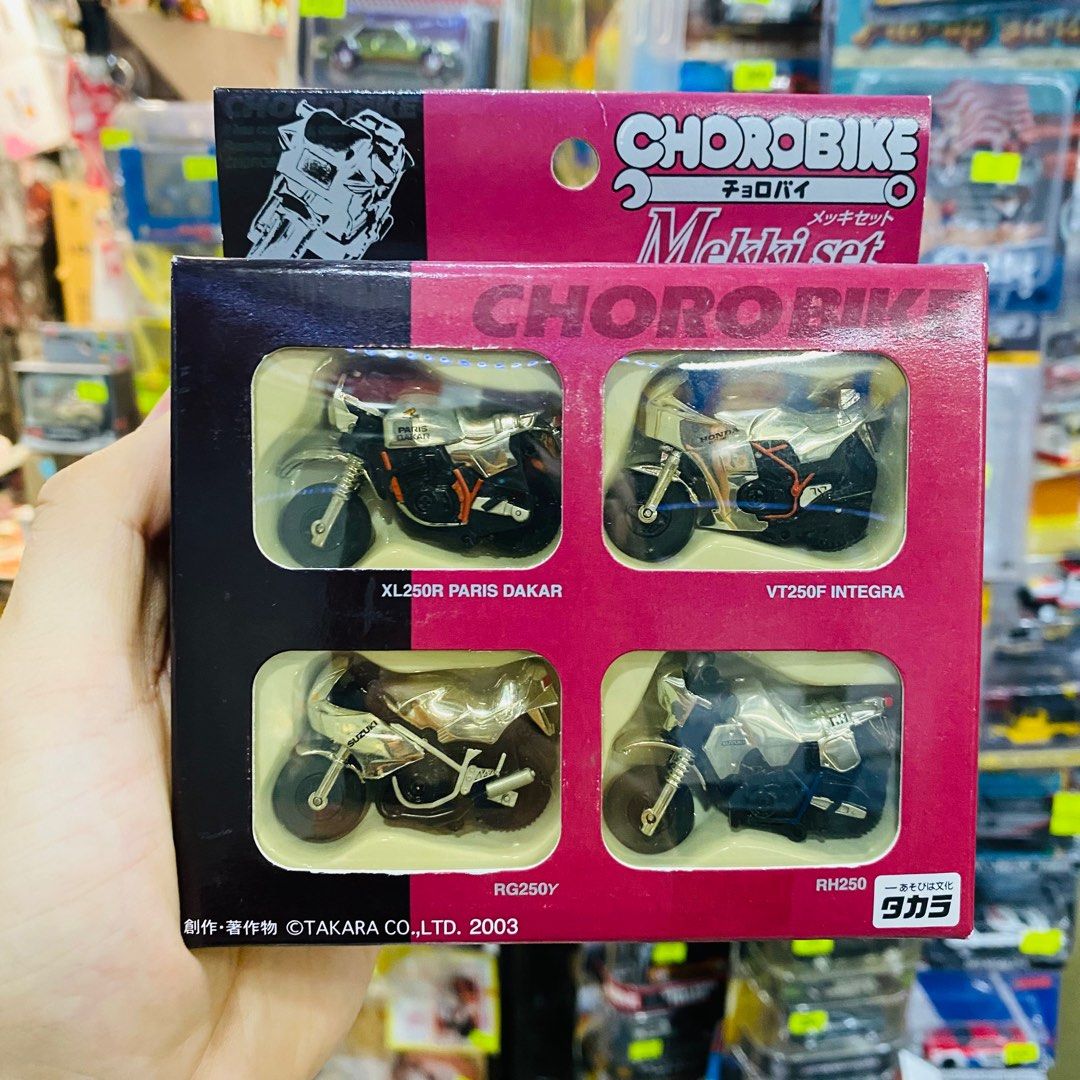 CHOROBIKE
CHOROBIKE
チョロバイ
メッキセット
Mekki set
CHOROBIKE
PARIS
DAKAR
HONDA
XL250R PARIS DAKAR
VT250F INTEGRA
SUZUKI
SUZUKI
RG250γ
RH250
—あそびは文化
タカラ
創作・著作物 ©TAKARA CO.,LTD. 2003